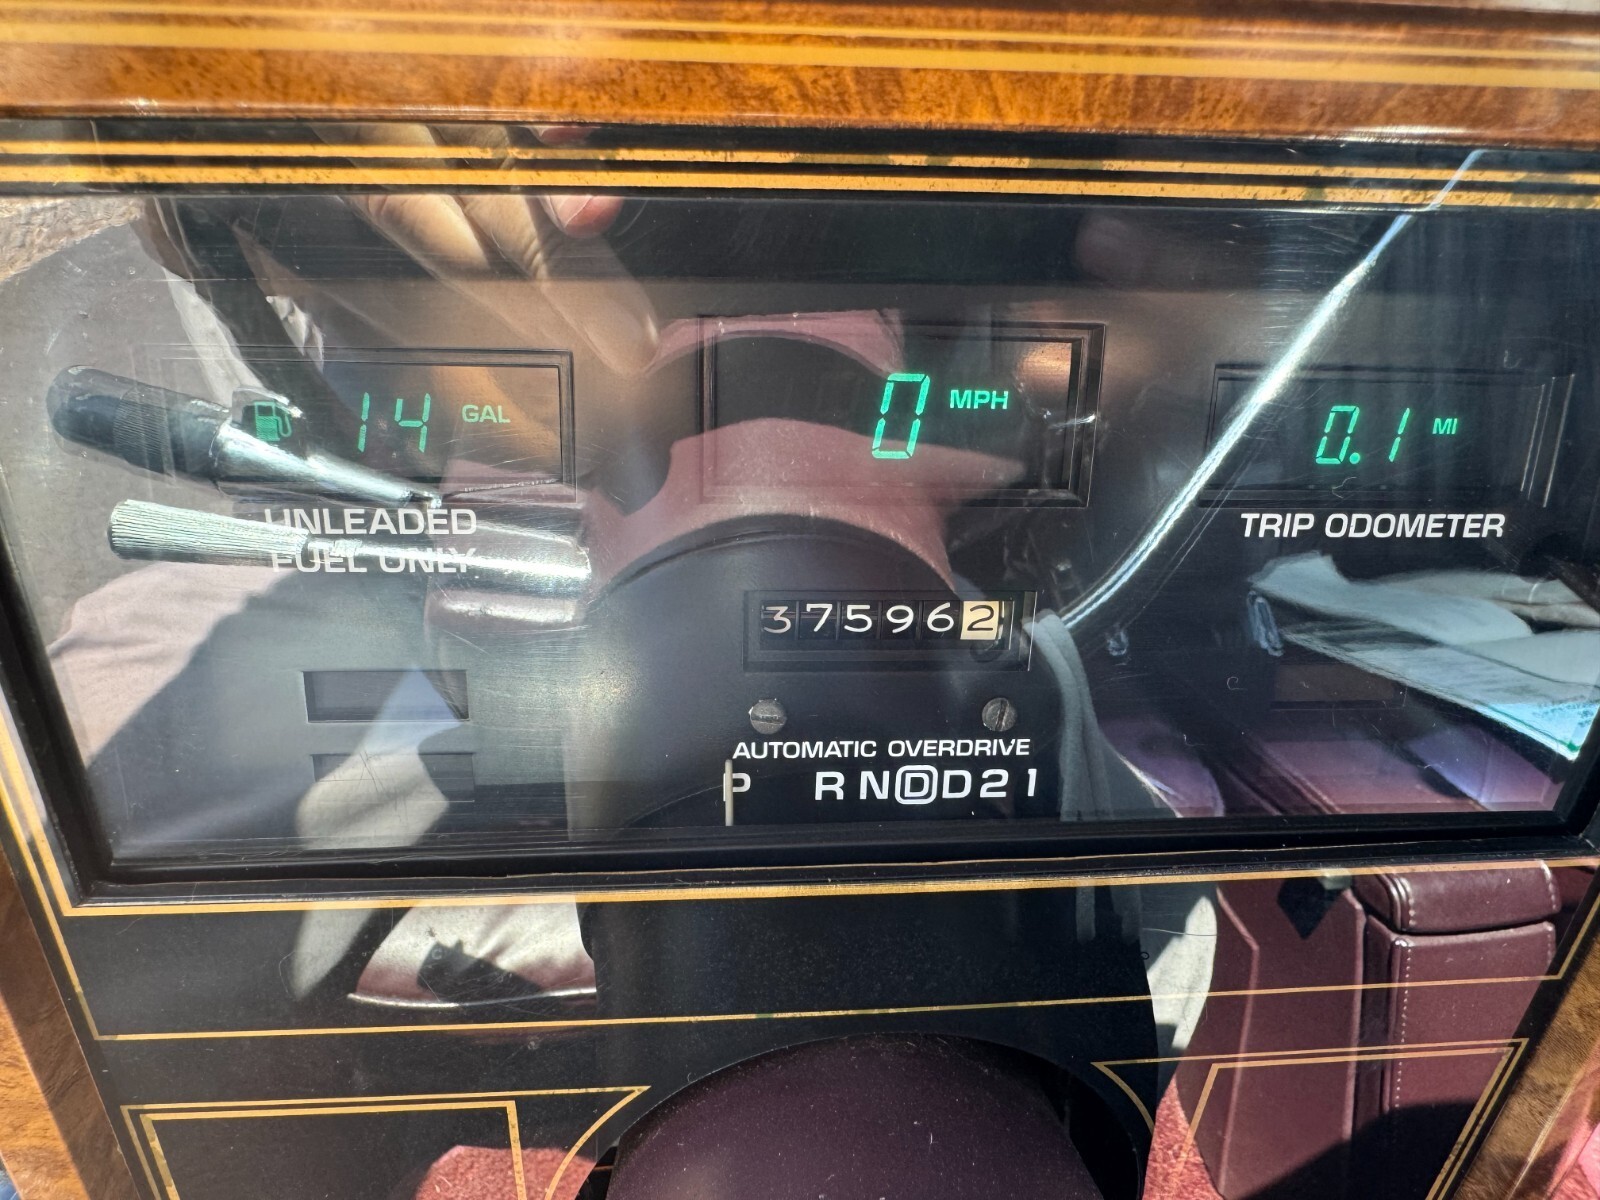 14 GAL
0 MPH
0.1 MI
UNLEADED
FUEL ONLY
TRIP ODOMETER
375962
AUTOMATIC OVERDRIVE
P R N D D 2 1